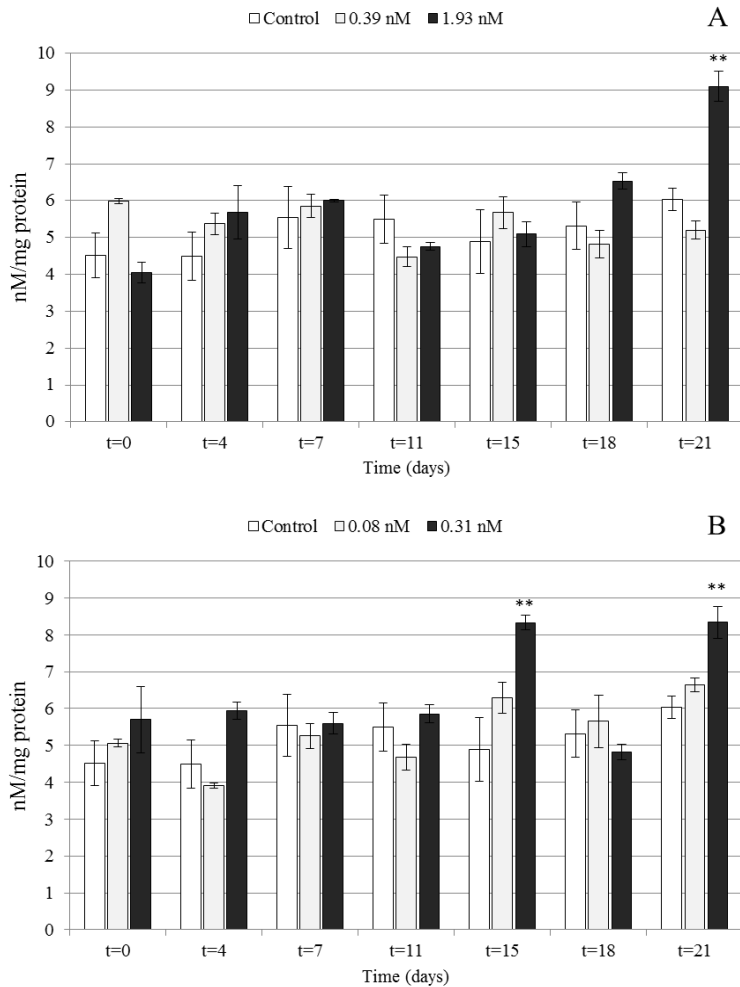 Control 0.39 nM 1.93 nM
A
10
9
8
7
6
5
4
3
2
1
0
nM/mg protein
**
t=0 t=4 t=7 t=11 t=15 t=18 t=21
Time (days)
Control 0.08 nM 0.31 nM
B
10
9
8
7
6
5
4
3
2
1
0
nM/mg protein
** **
t=0 t=4 t=7 t=11 t=15 t=18 t=21
Time (days)